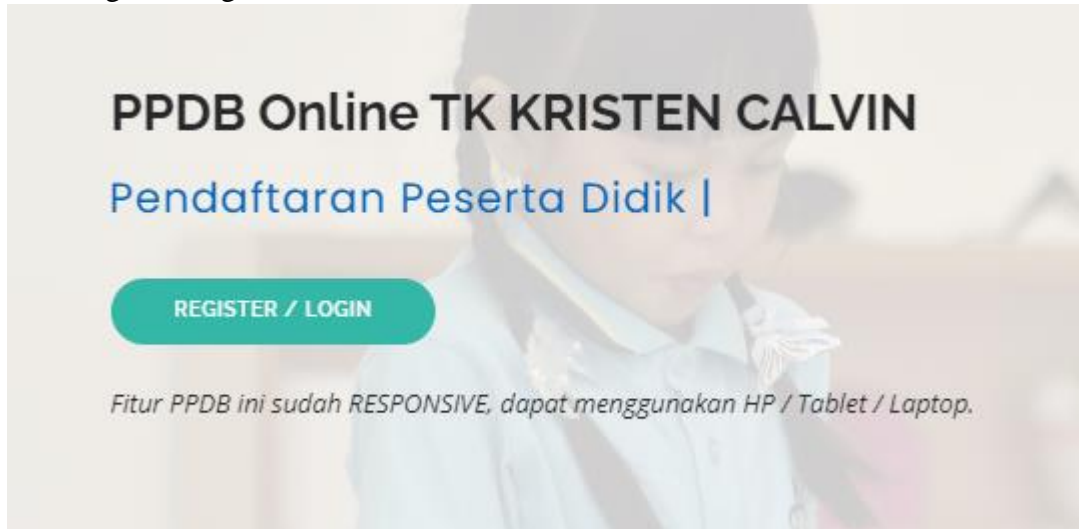 PPDB Online TK KRISTEN CALVIN
Pendaftaran Peserta Didik |
REGISTER / LOGIN
Fitur PPDB ini sudah RESPONSIVE, dapat menggunakan HP / Tablet / Laptop.